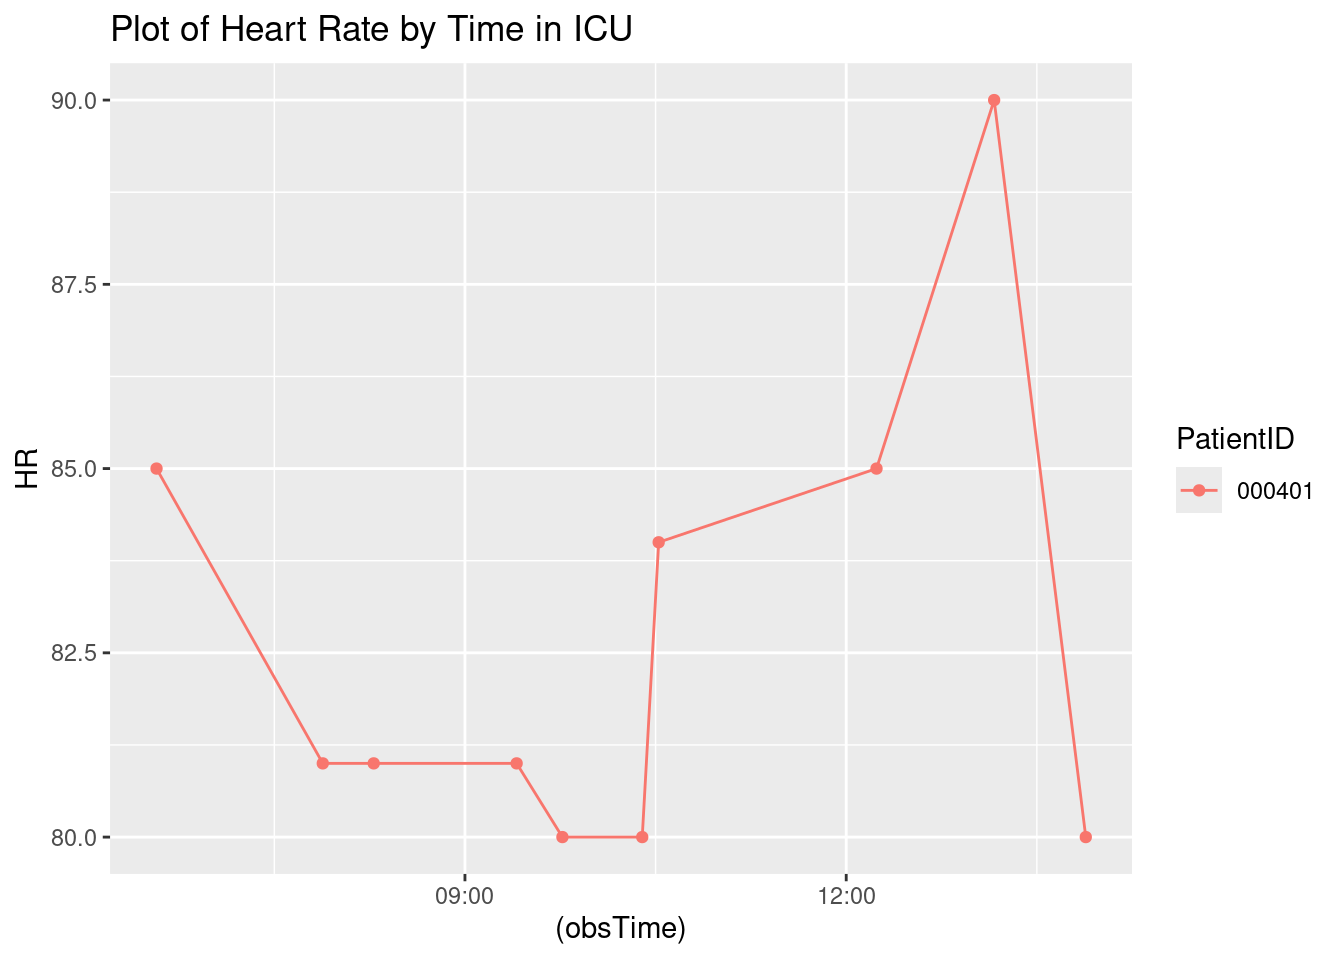 Plot of Heart Rate by Time in ICU
90.0
87.5
85.0
82.5
80.0
HR
09:00
12:00
(obsTime)
PatientID
000401